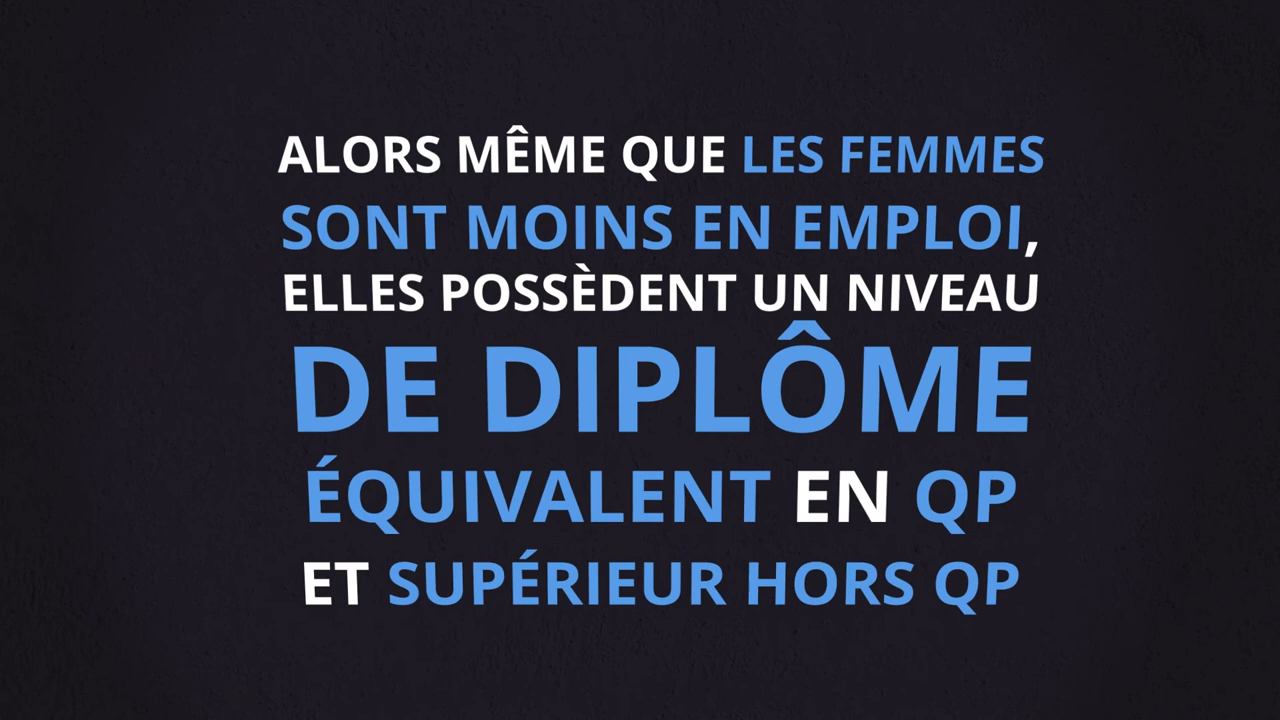 ALORS MÊME QUE LES FEMMES
SONT MOINS EN EMPLOI,
ELLES POSSÈDENT UN NIVEAU
DE DIPLÔME
ÉQUIVALENT EN QP
ET SUPÉRIEUR HORS QP